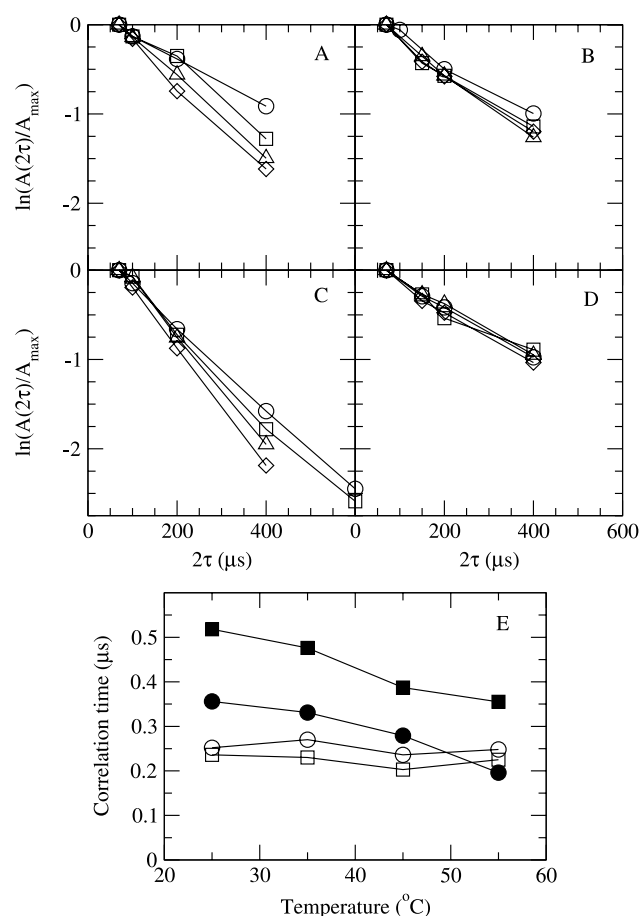 0
-1
-2
ln(A(2τ)/A_max)
A
B
0
-1
-2
ln(A(2τ)/A_max)
C
D
0 200 400 0 200 400 600
2τ (μs) 2τ (μs)
0.5
0.4
0.3
0.2
0.1
0
Correlation time (μs)
E
20 30 40 50 60
Temperature (°C)